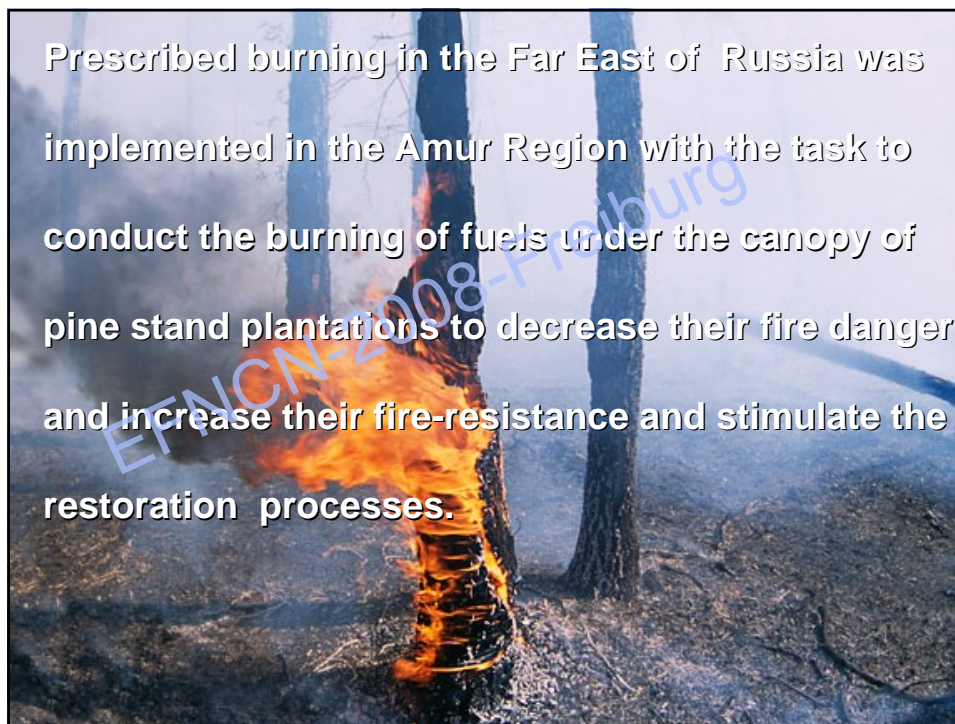 Prescribed burning in the Far East of Russia was
implemented in the Amur Region with the task to
conduct the burning of fuels under the canopy of
pine stand plantations to decrease their fire danger
and increase their fire-resistance and stimulate the
restoration processes.
EFNCN-2008-Freiburg